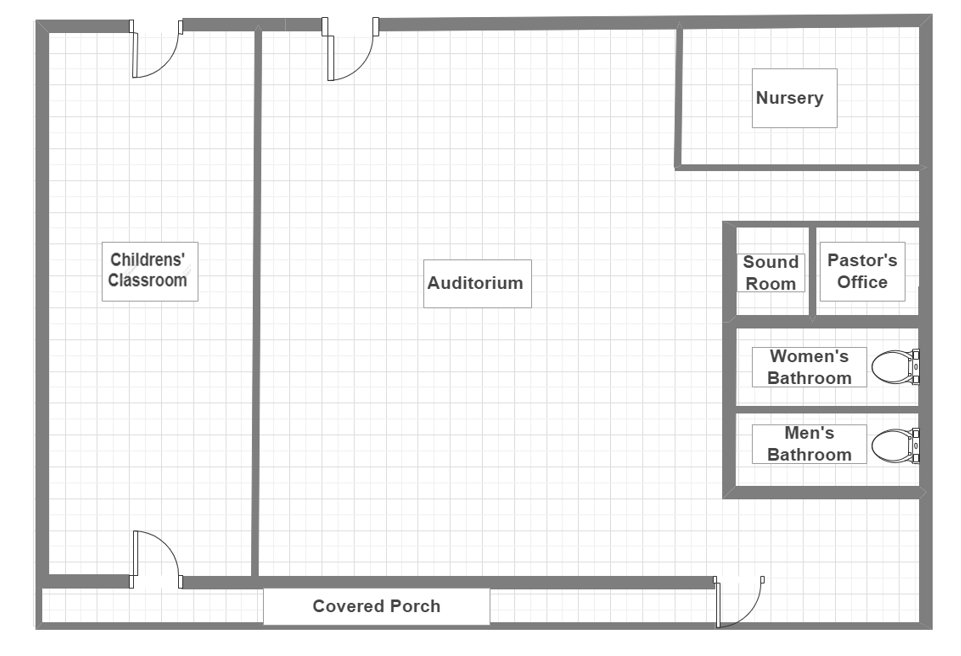 Nursery
Childrens'
Classroom
Auditorium
Sound
Room
Pastor's
Office
Women's
Bathroom
Men's
Bathroom
Covered Porch